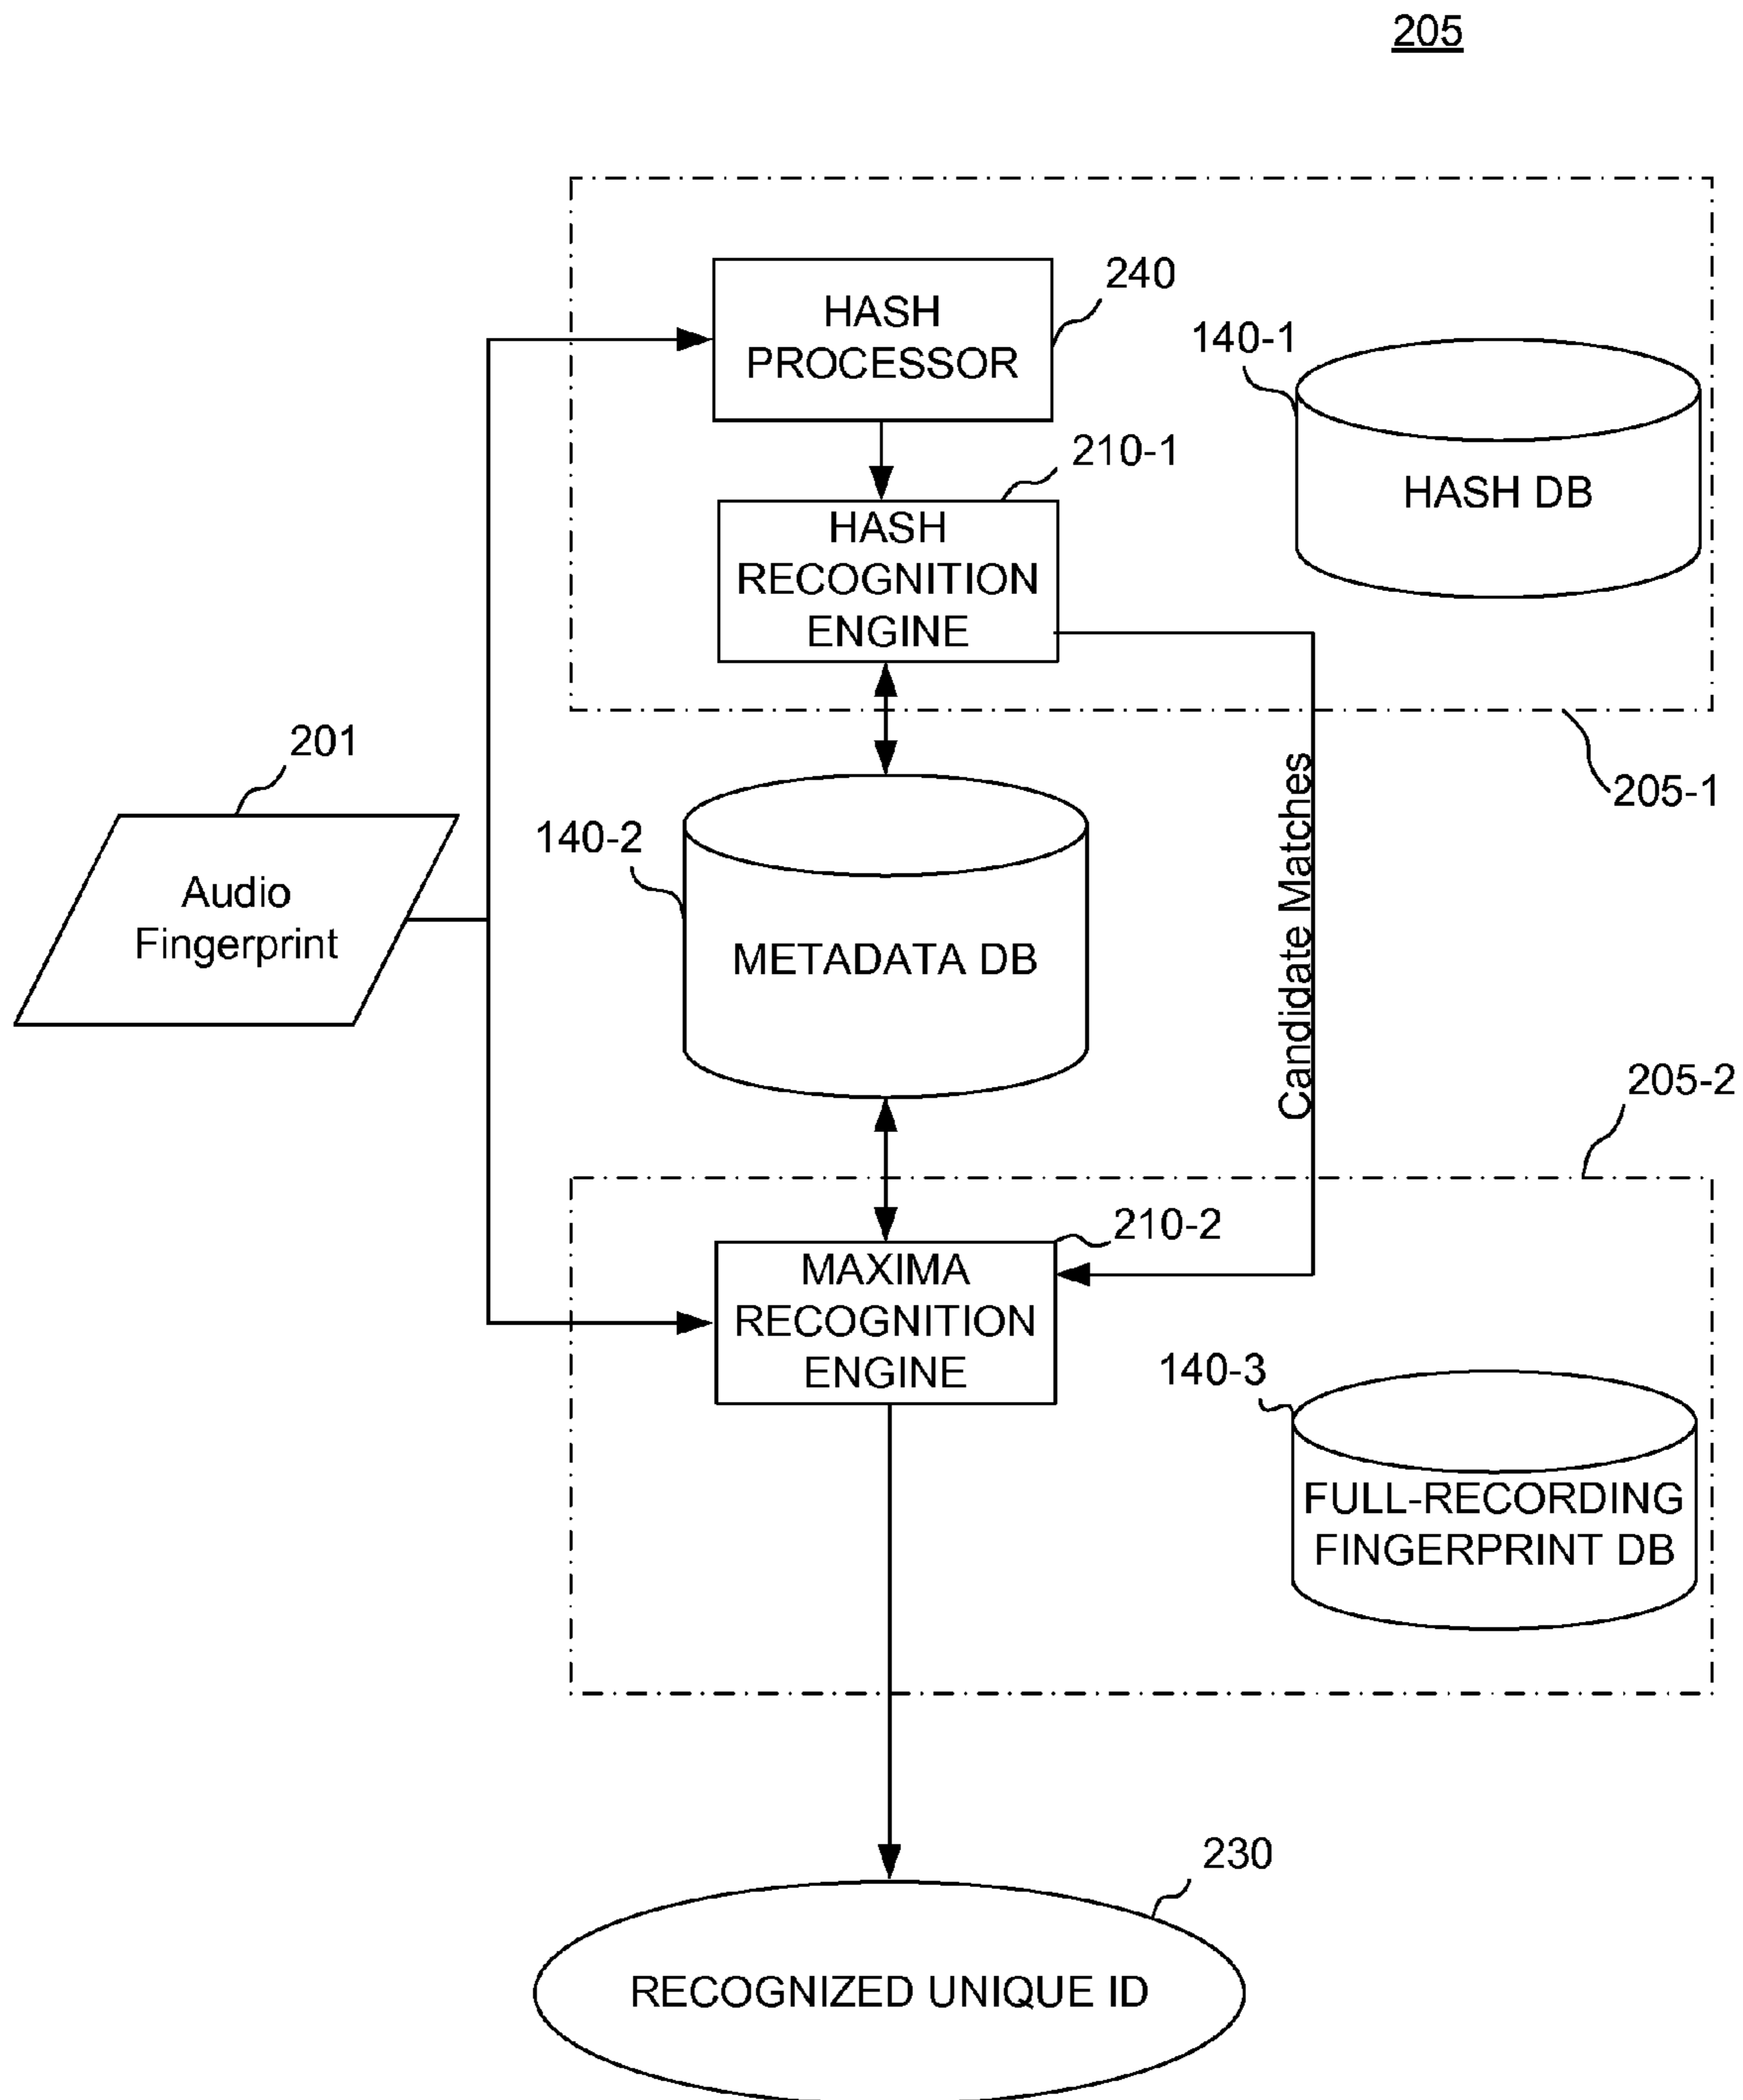 205
240
HASH
PROCESSOR
140-1
210-1
HASH DB
HASH
RECOGNITION
ENGINE
201
205-1
Candidate Matches
140-2
Audio
Fingerprint
METADATA DB
205-2
210-2
MAXIMA
RECOGNITION
ENGINE
140-3
FULL-RECORDING
FINGERPRINT DB
230
RECOGNIZED UNIQUE ID